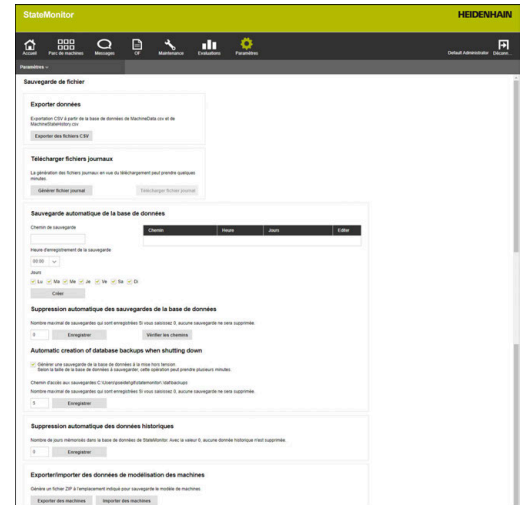 StateMonitor
HEIDENHAIN
Accueil
Parc de machines
Messages
OF
Maintenance
Evaluations
Paramètres
Default Administrator
Déconn...
Paramètres
Sauvegarde de fichier
Exporter données
Exportation CSV à partir de la base de données de MachineData.csv et de
MachineStateHistory.csv
Exporter des fichiers CSV
Télécharger fichiers journaux
La génération des fichiers journaux en vue du téléchargement peut prendre quelques
minutes.
Générer fichier journal
Télécharger fichier journal
Sauvegarde automatique de la base de données
Chemin de sauvegarde
Chemin
Heure
Jours
Editer
Heure d'enregistrement de la sauvegarde
00:00
Jours
Lu Ma Me Je Ve Sa Di
Créer
Suppression automatique des sauvegardes de la base de données
Nombre maximal de sauvegardes qui sont enregistrées Si vous saisissez 0, aucune sauvegarde ne sera supprimée.
0
Enregistrer
Vérifier les chemins
Automatic creation of database backups when shutting down
Générer une sauvegarde de la base de données à la mise hors tension
Selon la taille de la base de données à sauvegarder, cette opération peut prendre plusieurs minutes.
Chemin d'accès aux sauvegardes
Nombre maximal de sauvegardes qui sont enregistrées Si vous saisissez 0, aucune sauvegarde ne sera supprimée.
5
Enregistrer
Suppression automatique des données historiques
Nombre de jours mémorisés dans la base de données de StateMonitor. Avec la valeur 0, aucune donnée historique n'est supprimée.
0
Enregistrer
Exporter/importer des données de modélisation des machines
Génère un fichier ZIP à l'emplacement indiqué pour sauvegarder le modèle de machines.
Exporter des machines
Importer des machines